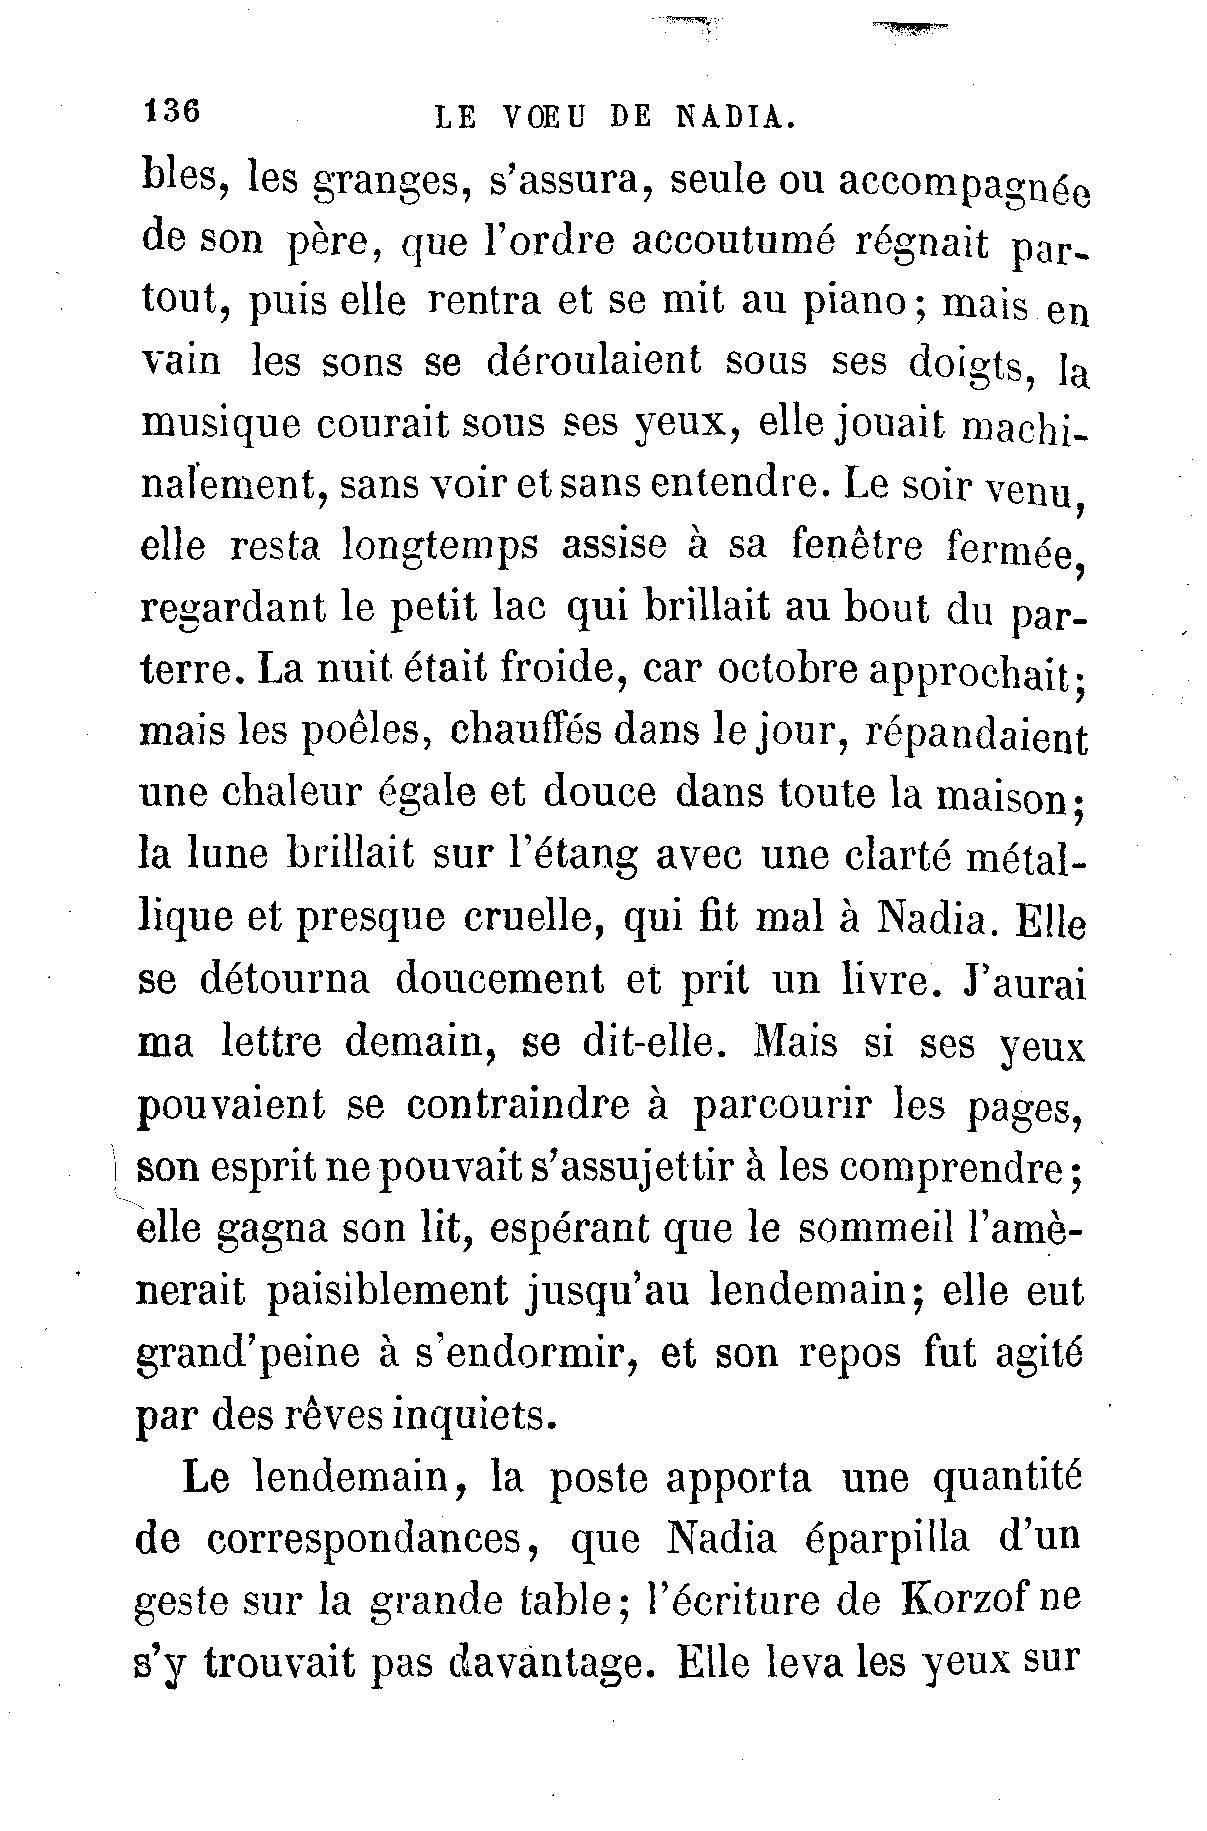 136 LE VŒU DE NADIA.
bles, les granges, s'assura, seule ou accompagnée
de son père, que l'ordre accoutumé régnait par-
tout, puis elle rentra et se mit au piano; mais en
vain les sons se déroulaient sous ses doigts, la
musique courait sous ses yeux, elle jouait machi-
nalement, sans voir et sans entendre. Le soir venu,
elle resta longtemps assise à sa fenêtre fermée,
regardant le petit lac qui brillait au bout du par-
terre. La nuit était froide, car octobre approchait;
mais les poêles, chauffés dans le jour, répandaient
une chaleur égale et douce dans toute la maison;
la lune brillait sur l'étang avec une clarté métal-
lique et presque cruelle, qui fit mal à Nadia. Elle
se détourna doucement et prit un livre. J'aurai
ma lettre demain, se dit-elle. Mais si ses yeux
pouvaient se contraindre à parcourir les pages,
son esprit ne pouvait s'assujettir à les comprendre;
elle gagna son lit, espérant que le sommeil l'amè-
nerait paisiblement jusqu'au lendemain; elle eut
grand'peine à s'endormir, et son repos fut agité
par des rêves inquiets.
Le lendemain, la poste apporta une quantité
de correspondances, que Nadia éparpilla d'un
geste sur la grande table; l'écriture de Korzof ne
s'y trouvait pas davantage. Elle leva les yeux sur